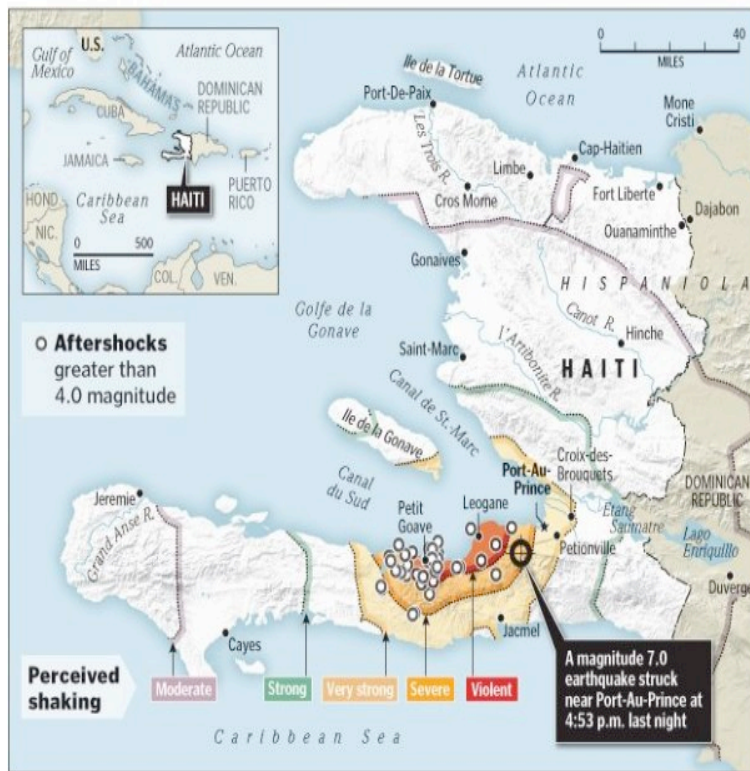 U.S.
Gulf of
Mexico
Atlantic Ocean
BAHAMAS
DOMINICAN
REPUBLIC
CUBA
JAMAICA
HAITI
PUERTO
RICO
Caribbean
Sea
HOND.
NIC.
0 500
MILES
COL.
VEN.
0 40
MILES
Ile de la Tortue
Atlantic
Ocean
Port-De-Paix
Les Trois R.
Mone
Cristi
Cap-Haitien
Limbe
Cros Mome
Fort Liberte
Dajabon
Ouanaminthe
Gonaives
HISPANIOLA
Golfe de la
Gonave
Canot R.
Hinche
Saint-Marc
l'Artibonite R.
HAITI
Aftershocks
greater than
4.0 magnitude
Canal de St.-Marc
Ile de la Gonave
Croix-des-
Brouquets
Port-Au-
Prince
DOMINICAN
REPUBLIC
Canal
du Sud
Jeremie
Petit
Goave
Leogane
Etang
Saumatre
Lago
Enriquillo
Grand Anse R.
Petionville
Duverge
Cayes
Jacmel
A magnitude 7.0
earthquake struck
near Port-Au-Prince at
4:53 p.m. last night
Perceived
shaking
Moderate
Strong
Very strong
Severe
Violent
Caribbean Sea